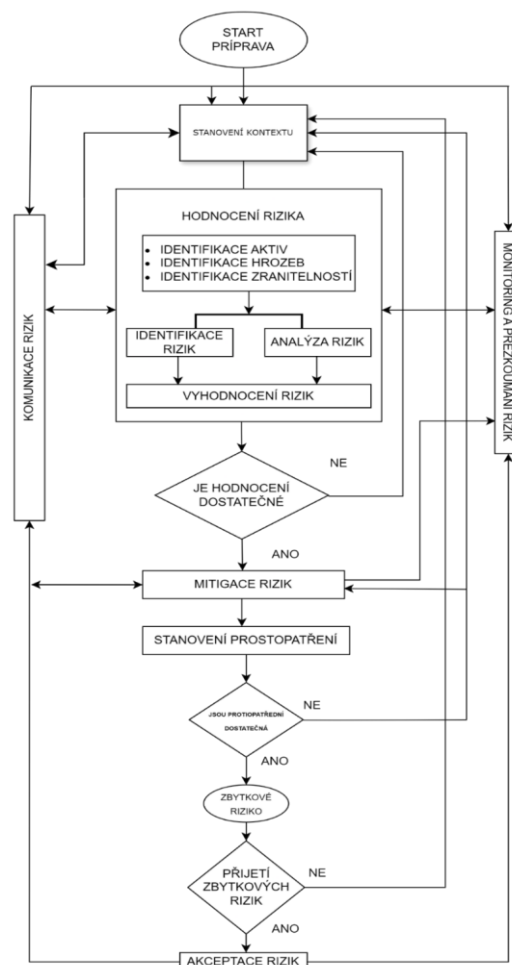 START
PRÍPRAVA
STANOVENÍ KONTEXTU
HODNOCENÍ RIZIKA
• IDENTIFIKACE AKTIV
• IDENTIFIKACE HROZEB
• IDENTIFIKACE ZRANITELNOSTÍ
IDENTIFIKACE
RIZIK
ANALÝZA RIZIK
VYHODNOCENÍ RIZIK
KOMUNIKACE RIZIK
MONITORING A PREZKOUMÁNI RIZIK
NE
JE HODNOCENÍ
DOSTATEČNÉ
ANO
MITIGACE RIZIK
STANOVENÍ PROSTOPATŘENÍ
NE
JSOU PROTIOPATŘEDNÍ
DOSTATEČNÁ
ANO
ZBYTKOVÉ
RIZIKO
NE
PŘIJETÍ
ZBYTKOVÝCH
RIZIK
ANO
AKCEPTACE RIZIK